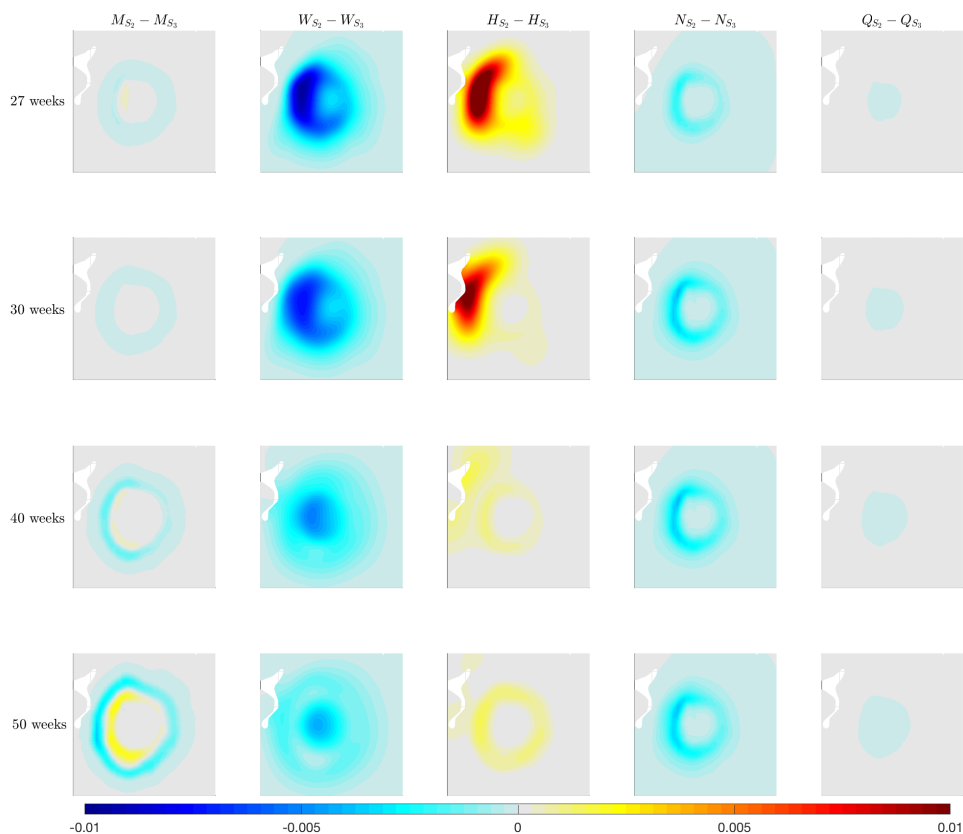 M_{S_2} − M_{S_3} W_{S_2} − W_{S_3} H_{S_2} − H_{S_3} N_{S_2} − N_{S_3} Q_{S_2} − Q_{S_3}
27 weeks
30 weeks
40 weeks
50 weeks
-0.01 -0.005 0 0.005 0.01